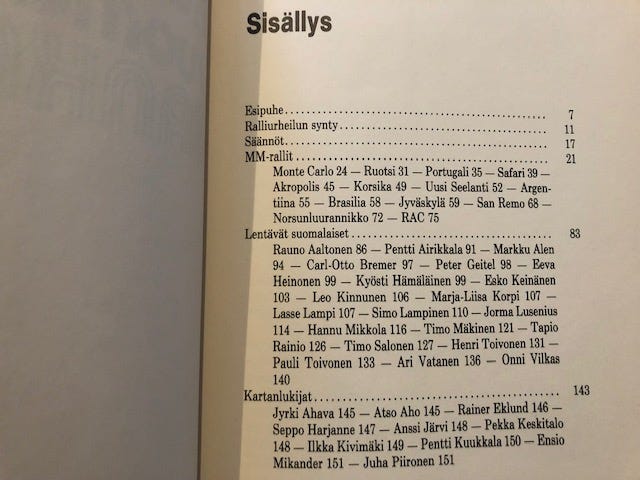 Sisällys
Esipuhe.................................................... 7
Ralliurheilun synty........................................ 11
Säännöt.................................................... 17
MM-rallit.................................................. 21
Monte Carlo 24 — Ruotsi 31 — Portugali 35 — Safari 39 —
Akropolis 45 — Korsika 49 — Uusi Seelanti 52 — Argen-
tiina 55 — Brasilia 58 — Jyväskylä 59 — San Remo 68 —
Norsunluurannikko 72 — RAC 75
Lentävät suomalaiset....................................... 83
Rauno Aaltonen 86 — Pentti Airikkala 91 — Markku Alen
94 — Carl-Otto Bremer 97 — Peter Geitel 98 — Eeva
Heinonen 99 — Kyösti Hämäläinen 99 — Esko Keinänen
103 — Leo Kinnunen 106 — Marja-Liisa Korpi 107 —
Lasse Lampi 107 — Simo Lampinen 110 — Jorma Lusenius
114 — Hannu Mikkola 116 — Timo Mäkinen 121 — Tapio
Rainio 126 — Timo Salonen 127 — Henri Toivonen 131 —
Pauli Toivonen 133 — Ari Vatanen 136 — Onni Vilkas
140
Kartanlukijat.............................................. 143
Jyrki Ahava 145 — Atso Aho 145 — Rainer Eklund 146 —
Seppo Harjanne 147 — Anssi Järvi 148 — Pekka Keskitalo
148 — Ilkka Kivimäki 149 — Pentti Kuukkala 150 — Ensio
Mikander 151 — Juha Piironen 151